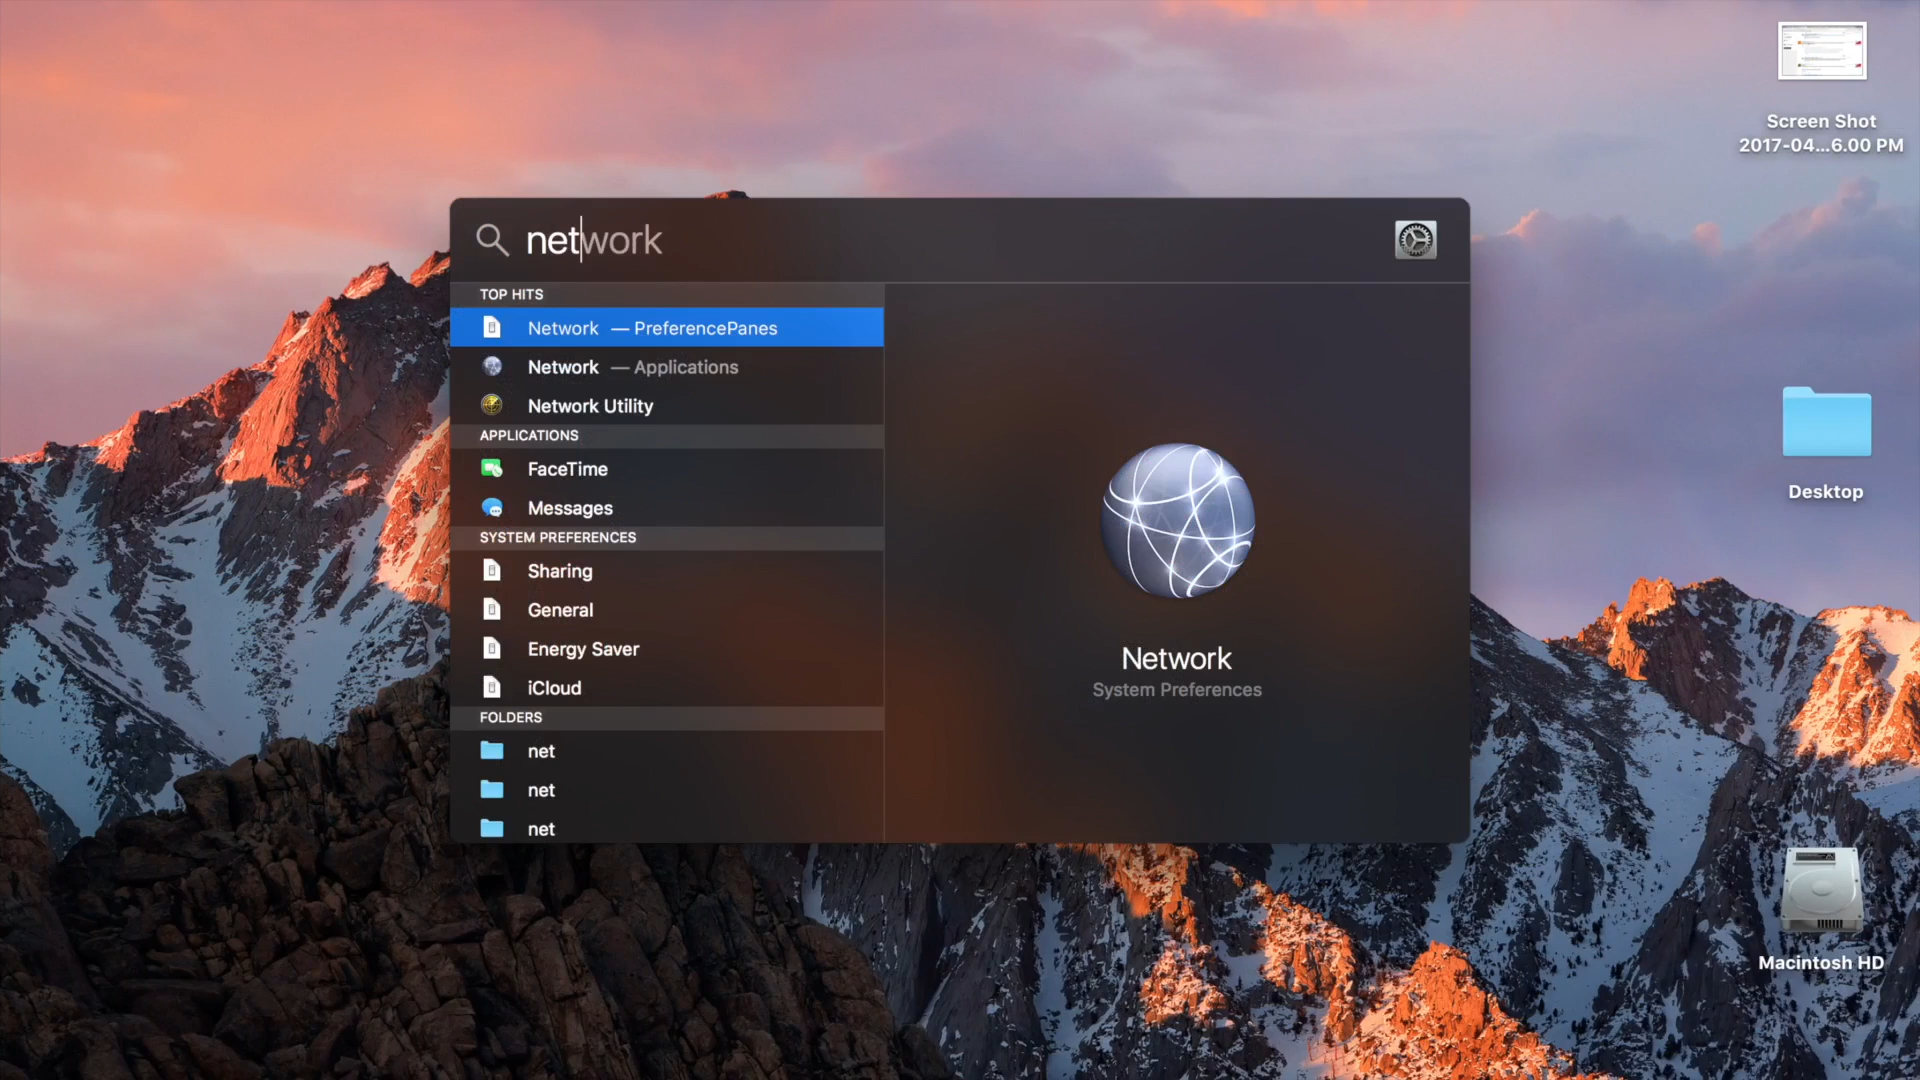 network
TOP HITS
Network — PreferencePanes
Network — Applications
Network Utility
APPLICATIONS
FaceTime
Messages
SYSTEM PREFERENCES
Sharing
General
Energy Saver
iCloud
FOLDERS
net
net
net
Network
System Preferences
Screen Shot
2017-04...6.00 PM
Desktop
Macintosh HD